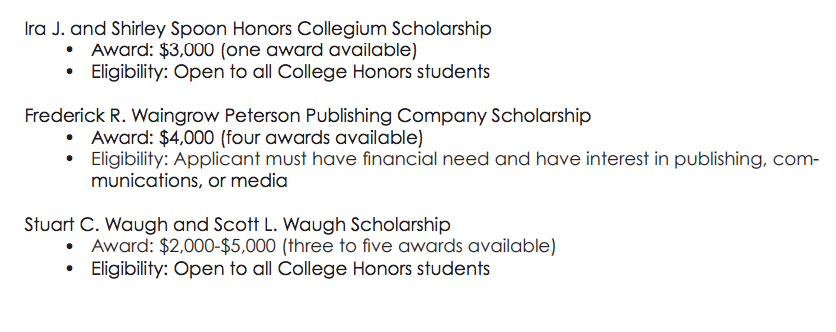 Ira J. and Shirley Spoon Honors Collegium Scholarship
• Award: $3,000 (one award available)
• Eligibility: Open to all College Honors students
Frederick R. Waingrow Peterson Publishing Company Scholarship
• Award: $4,000 (four awards available)
• Eligibility: Applicant must have financial need and have interest in publishing, com-
munications, or media
Stuart C. Waugh and Scott L. Waugh Scholarship
• Award: $2,000-$5,000 (three to five awards available)
• Eligibility: Open to all College Honors students